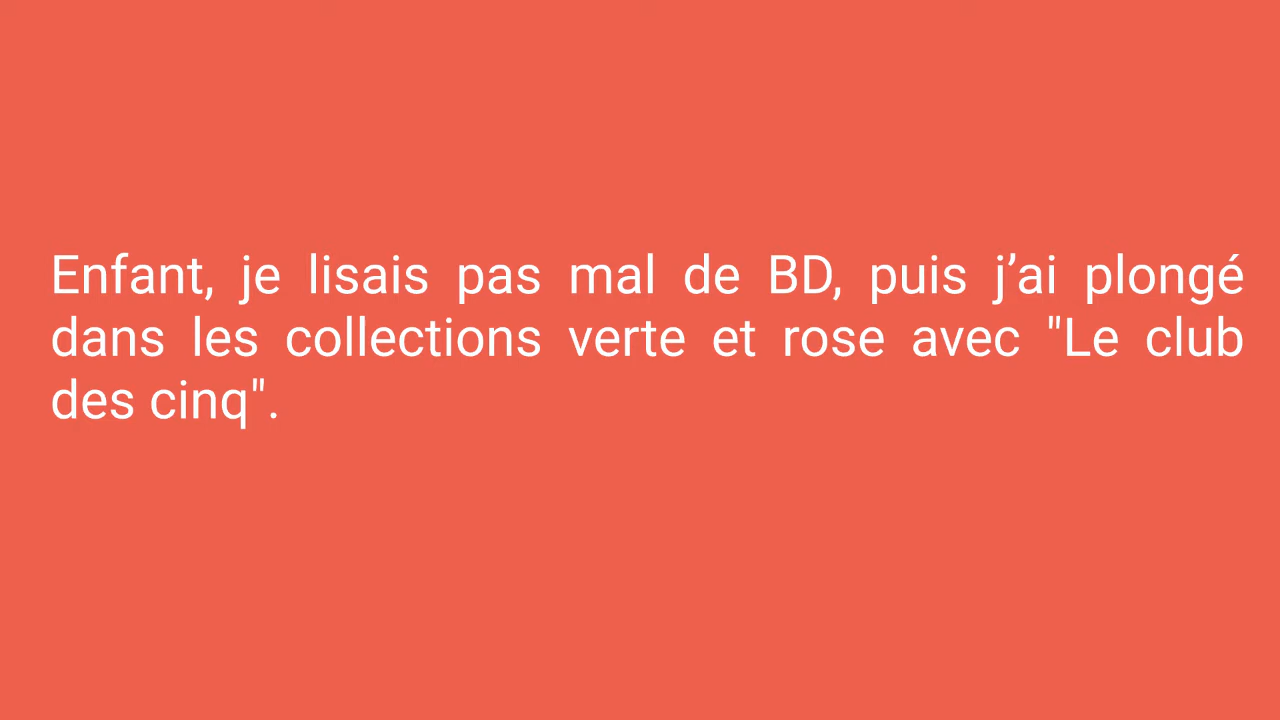 Enfant, je lisais pas mal de BD, puis j’ai plongé
dans les collections verte et rose avec "Le club
des cinq".